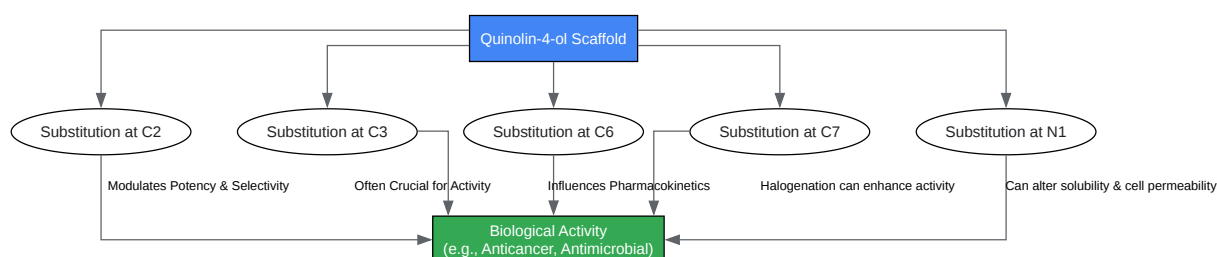 Quinolin-4-ol Scaffold
Substitution at C2
Substitution at C3
Substitution at C6
Substitution at C7
Substitution at N1
Modulates Potency & Selectivity
Often Crucial for Activity
Influences Pharmacokinetics
Halogenation can enhance activity
Can alter solubility & cell permeability
Biological Activity
(e.g., Anticancer, Antimicrobial)